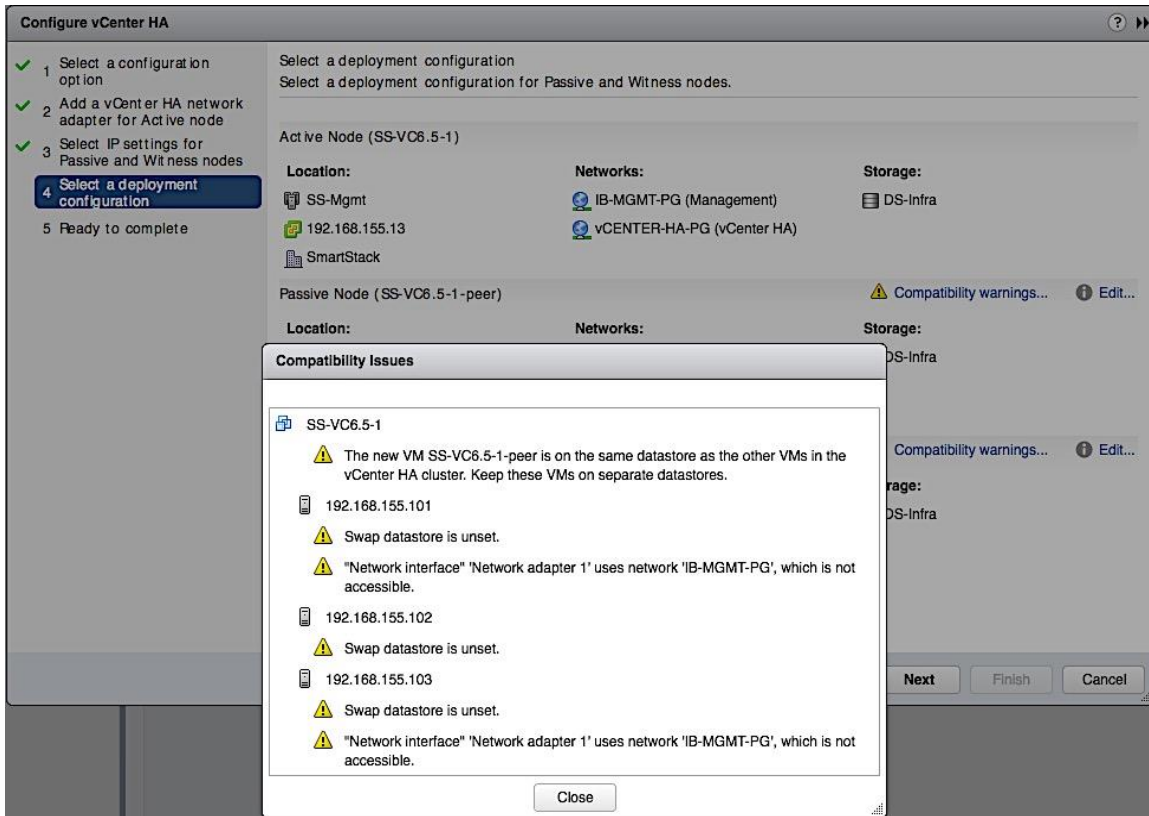 Configure vCenter HA
?
1 Select a configuration
option
2 Add a vCenter HA network
adapter for Active node
3 Select IP settings for
Passive and Witness nodes
4 Select a deployment
configuration
5 Ready to complete
Select a deployment configuration
Select a deployment configuration for Passive and Witness nodes.
Active Node (SS-VC6.5-1)
Location: Networks: Storage:
SS-Mgmt IB-MGMT-PG (Management) DS-Infra
192.168.155.13 vCENTER-HA-PG (vCenter HA)
SmartStack
Passive Node (SS-VC6.5-1-peer) Compatibility warnings... Edit...
Location: Networks: Storage:
DS-Infra
Compatibility warnings... Edit...
rage:
DS-Infra
Compatibility Issues
SS-VC6.5-1
The new VM SS-VC6.5-1-peer is on the same datastore as the other VMs in the
vCenter HA cluster. Keep these VMs on separate datastores.
192.168.155.101
Swap datastore is unset.
"Network interface" 'Network adapter 1' uses network 'IB-MGMT-PG', which is not
accessible.
192.168.155.102
Swap datastore is unset.
192.168.155.103
Swap datastore is unset.
"Network interface" 'Network adapter 1' uses network 'IB-MGMT-PG', which is not
accessible.
Close
Next Finish Cancel